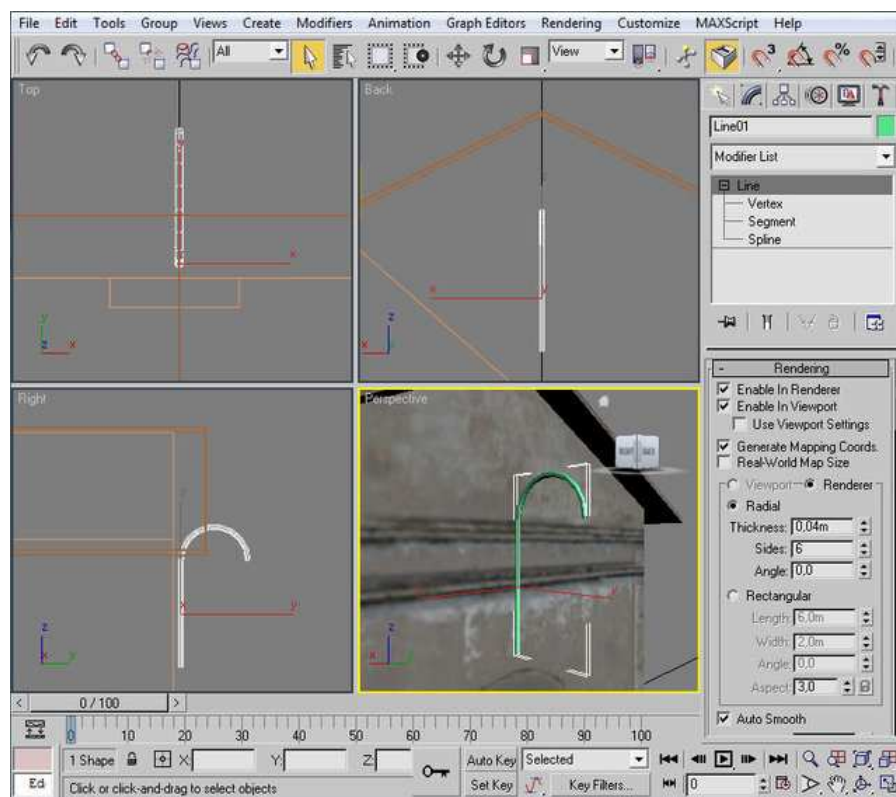 File Edit Tools Group Views Create Modifiers Animation Graph Editors Rendering Customize MAXScript Help
All
View
Top
Back
Right
Perspective
Line01
Modifier List
Line
Vertex
Segment
Spline
Rendering
Enable In Renderer
Enable In Viewport
Use Viewport Settings
Generate Mapping Coords.
Real-World Map Size
Viewport Renderer
Radial
Thickness: 0,04m
Sides: 6
Angle: 0,0
Rectangular
Length: 6,0m
Width: 2,0m
Angle: 0,0
Aspect: 3,0
Auto Smooth
0 / 100
0 10 20 30 40 50 60 70 80 90 100
1 Shape X: Y: Z: Auto Key Selected
Ed Click or click-and-drag to select objects Set Key Key Filters... 0